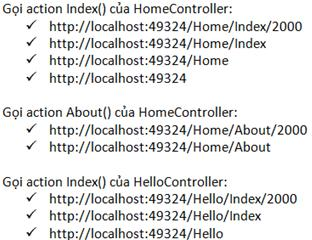 Gọi action Index() của HomeController:
✓ http://localhost:49324/Home/Index/2000
✓ http://localhost:49324/Home/Index
✓ http://localhost:49324/Home
✓ http://localhost:49324
Gọi action About() của HomeController:
✓ http://localhost:49324/Home/About/2000
✓ http://localhost:49324/Home/About
Gọi action Index() của HelloController:
✓ http://localhost:49324/Hello/Index/2000
✓ http://localhost:49324/Hello/Index
✓ http://localhost:49324/Hello